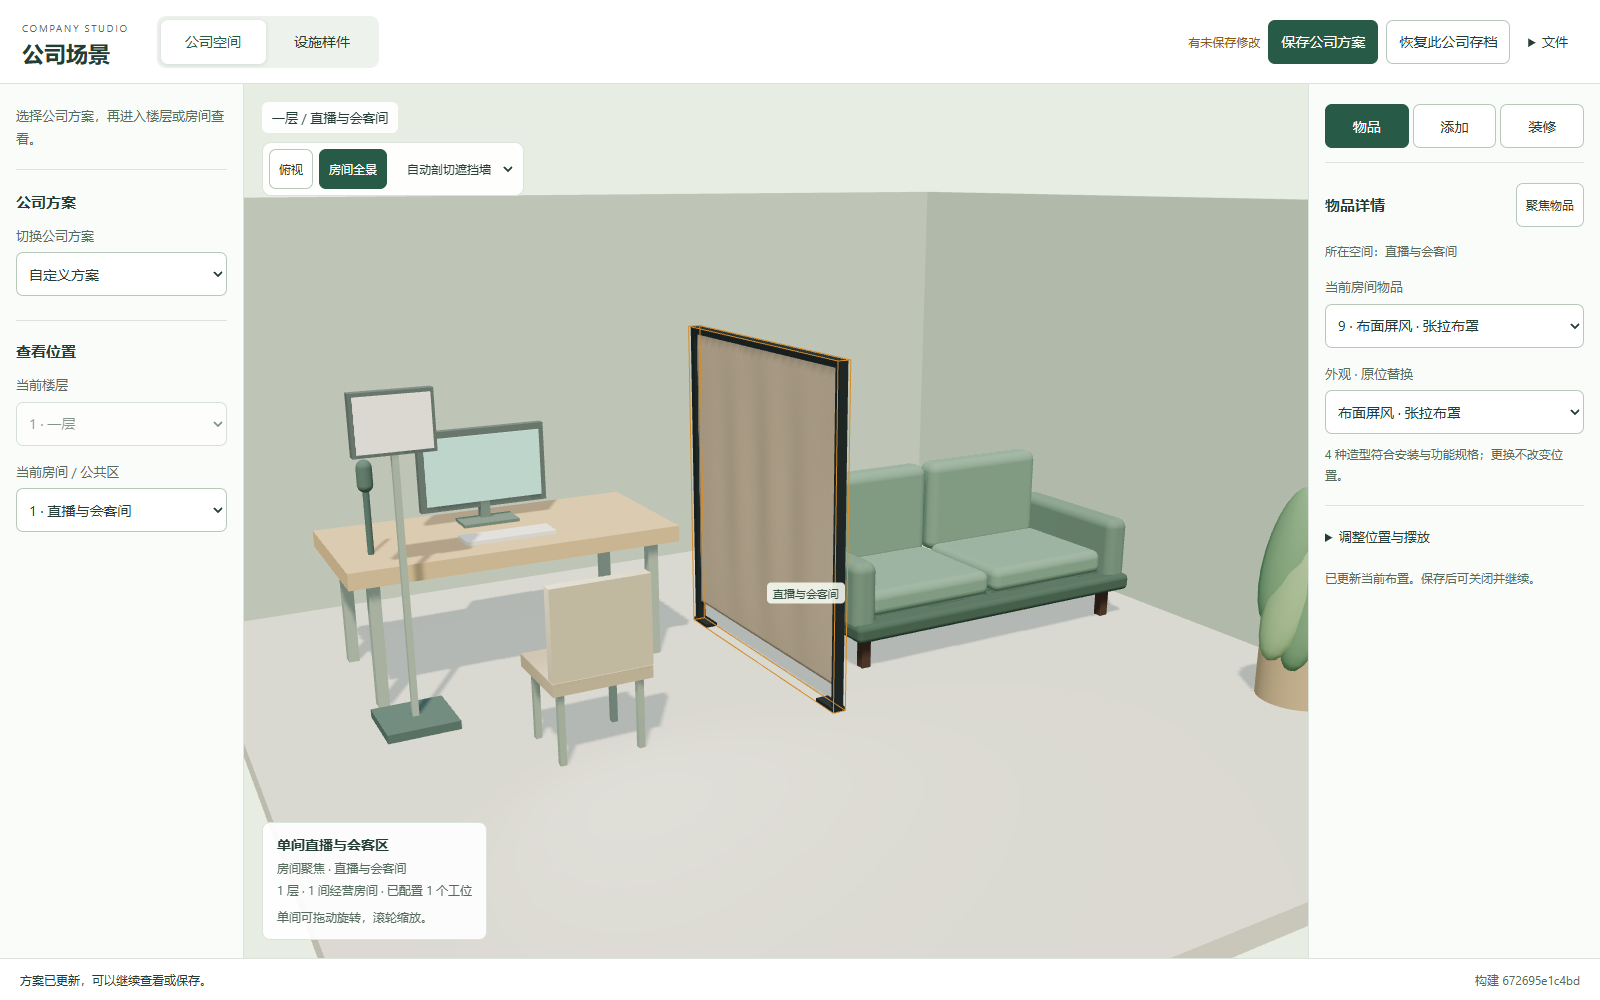 COMPANY STUDIO
公司场景
公司空间
设施样件
有未保存修改
保存公司方案
恢复此公司存档
▶ 文件
选择公司方案，再进入楼层或房间查
看。
公司方案
切换公司方案
自定义方案
查看位置
当前楼层
1 · 一层
当前房间 / 公共区
1 · 直播与会客间
一层 / 直播与会客间
俯视
房间全景
自动剖切遮挡墙
直播与会客间
单间直播与会客区
房间聚焦 · 直播与会客间
1 层 · 1 间经营房间 · 已配置 1 个工位
单间可拖动旋转，滚轮缩放。
物品
添加
装修
物品详情
聚焦物品
所在空间：直播与会客间
当前房间物品
9 · 布面屏风 · 张拉布罩
外观 · 原位替换
布面屏风 · 张拉布罩
4 种造型符合安装与功能规格；更换不改变位
置。
▶ 调整位置与摆放
已更新当前布置。保存后可关闭并继续。
方案已更新，可以继续查看或保存。
构建 672695e1c4bd